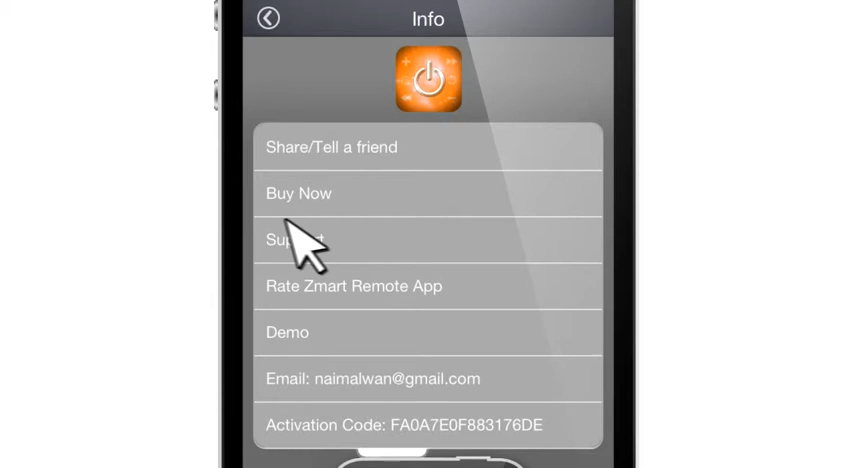 Info
Share/Tell a friend
Buy Now
Support
Rate Zmart Remote App
Demo
Email: naimalwan@gmail.com
Activation Code: FA0A7E0F883176DE